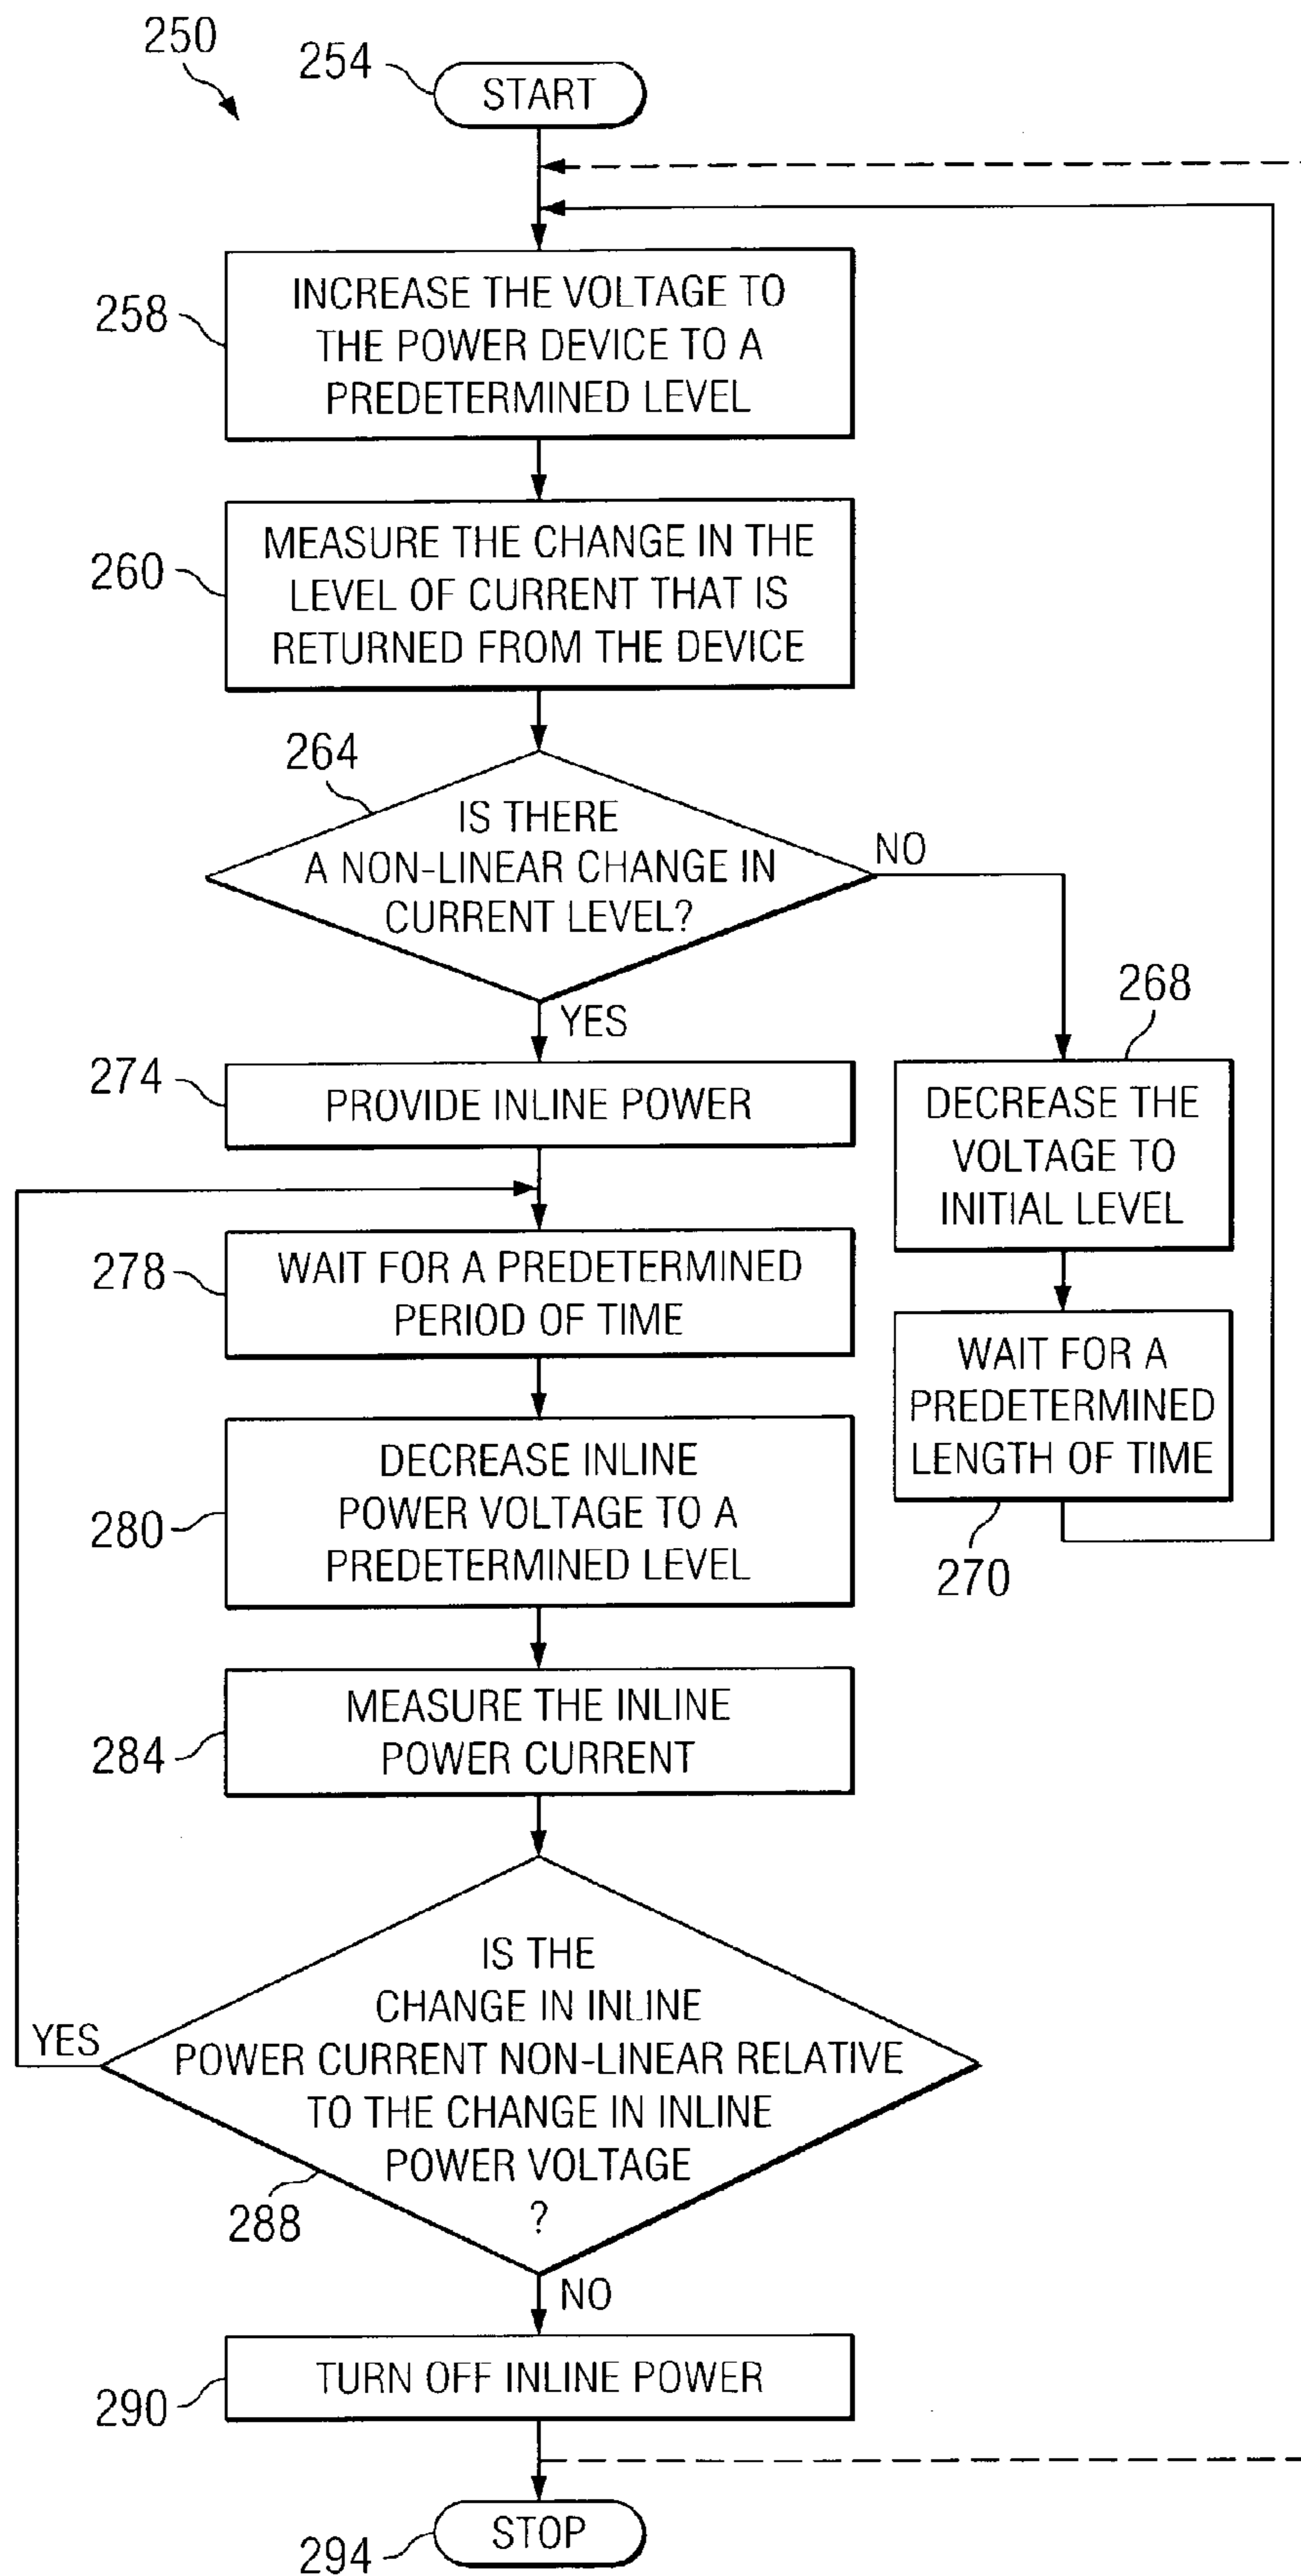 250
254
START
258
INCREASE THE VOLTAGE TO
THE POWER DEVICE TO A
PREDETERMINED LEVEL
260
MEASURE THE CHANGE IN THE
LEVEL OF CURRENT THAT IS
RETURNED FROM THE DEVICE
264
IS THERE
A NON-LINEAR CHANGE IN
CURRENT LEVEL?
NO
YES
268
DECREASE THE
VOLTAGE TO
INITIAL LEVEL
WAIT FOR A
PREDETERMINED
LENGTH OF TIME
270
274
PROVIDE INLINE POWER
278
WAIT FOR A PREDETERMINED
PERIOD OF TIME
280
DECREASE INLINE
POWER VOLTAGE TO A
PREDETERMINED LEVEL
284
MEASURE THE INLINE
POWER CURRENT
YES
IS THE
CHANGE IN INLINE
POWER CURRENT NON-LINEAR RELATIVE
TO THE CHANGE IN INLINE
POWER VOLTAGE
?
288
NO
290
TURN OFF INLINE POWER
294
STOP